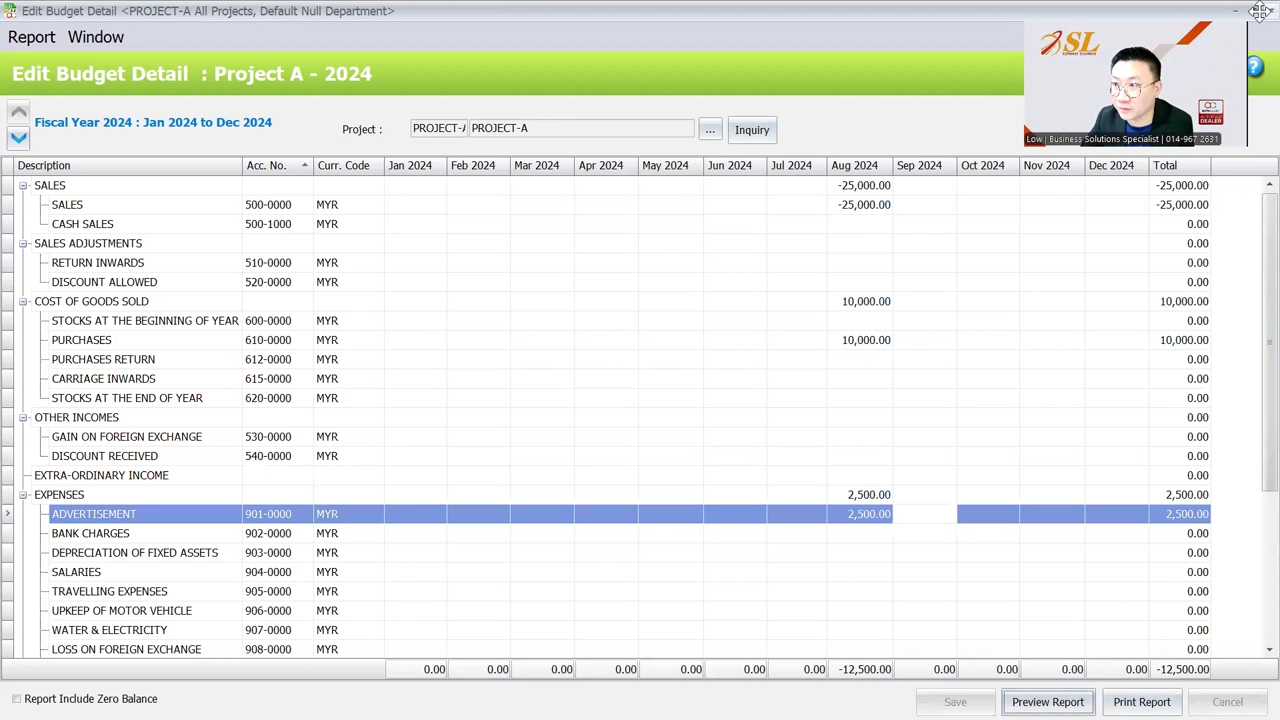 Edit Budget Detail <PROJECT-A All Projects, Default Null Department>
Report Window
Edit Budget Detail : Project A - 2024
SL
Low | Business Solutions Specialist | 014-967 2631
Fiscal Year 2024 : Jan 2024 to Dec 2024
Project : PROJECT-A PROJECT-A ... Inquiry
Description Acc. No. Curr. Code Jan 2024 Feb 2024 Mar 2024 Apr 2024 May 2024 Jun 2024 Jul 2024 Aug 2024 Sep 2024 Oct 2024 Nov 2024 Dec 2024 Total
SALES -25,000.00 -25,000.00
SALES 500-0000 MYR -25,000.00 -25,000.00
CASH SALES 500-1000 MYR 0.00
SALES ADJUSTMENTS 0.00
RETURN INWARDS 510-0000 MYR 0.00
DISCOUNT ALLOWED 520-0000 MYR 0.00
COST OF GOODS SOLD 10,000.00 10,000.00
STOCKS AT THE BEGINNING OF YEAR 600-0000 MYR 0.00
PURCHASES 610-0000 MYR 10,000.00 10,000.00
PURCHASES RETURN 612-0000 MYR 0.00
CARRIAGE INWARDS 615-0000 MYR 0.00
STOCKS AT THE END OF YEAR 620-0000 MYR 0.00
OTHER INCOMES 0.00
GAIN ON FOREIGN EXCHANGE 530-0000 MYR 0.00
DISCOUNT RECEIVED 540-0000 MYR 0.00
EXTRA-ORDINARY INCOME 0.00
EXPENSES 2,500.00 2,500.00
ADVERTISEMENT 901-0000 MYR 2,500.00 2,500.00
BANK CHARGES 902-0000 MYR 0.00
DEPRECIATION OF FIXED ASSETS 903-0000 MYR 0.00
SALARIES 904-0000 MYR 0.00
TRAVELLING EXPENSES 905-0000 MYR 0.00
UPKEEP OF MOTOR VEHICLE 906-0000 MYR 0.00
WATER & ELECTRICITY 907-0000 MYR 0.00
LOSS ON FOREIGN EXCHANGE 908-0000 MYR 0.00
0.00 0.00 0.00 0.00 0.00 0.00 0.00 -12,500.00 0.00 0.00 0.00 0.00 -12,500.00
Report Include Zero Balance Save Preview Report Print Report Cancel